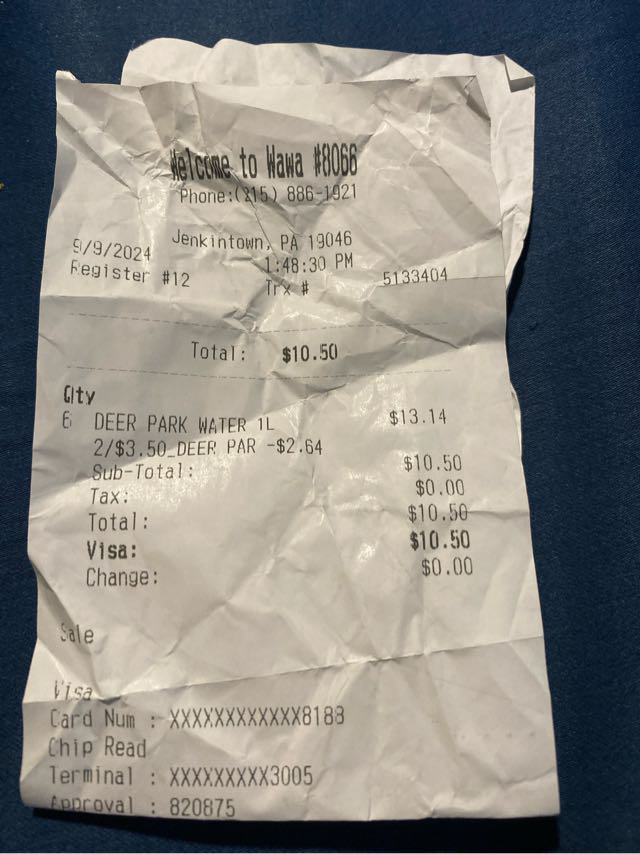 Welcome to Wawa #8066
Phone:(215) 886-1921
Jenkintown, PA 19046
9/9/2024 1:48:30 PM
Register #12 Trx # 5133404
Total: $10.50
Qty
6 DEER PARK WATER 1L $13.14
2/$3.50_DEER PAR -$2.64
Sub-Total: $10.50
Tax: $0.00
Total: $10.50
Visa: $10.50
Change: $0.00
Sale
Visa
Card Num : XXXXXXXXXXXX8188
Chip Read
Terminal : XXXXXXXXX3005
Approval : 820875